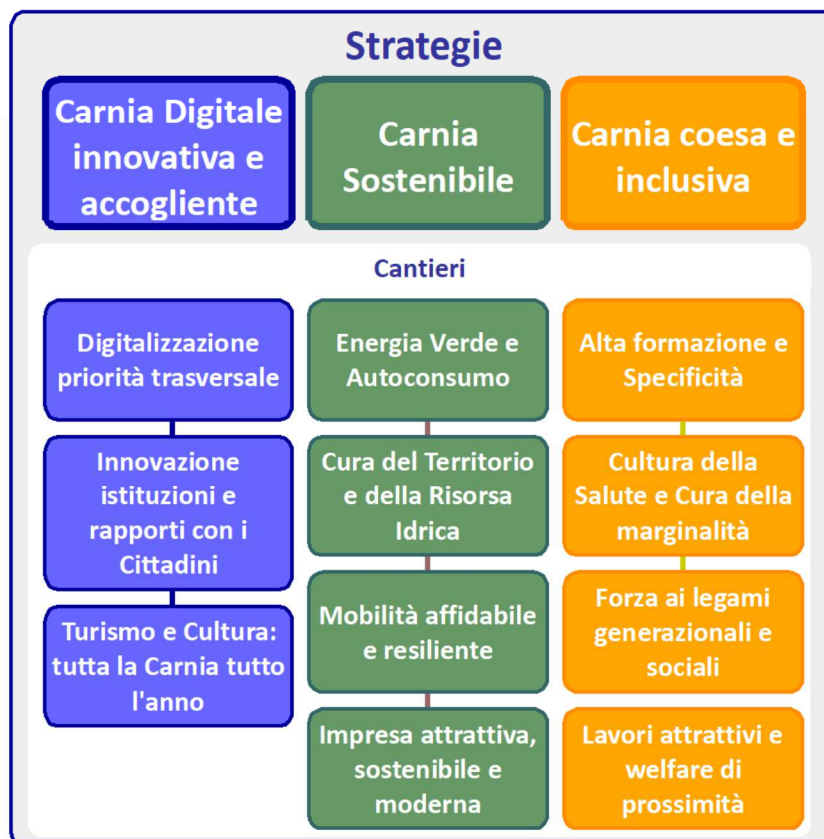 Strategie
Carnia Digitale
innovativa e
accogliente
Carnia
Sostenibile
Carnia coesa e
inclusiva
Cantieri
Digitalizzazione
priorità trasversale
Innovazione
istituzioni e
rapporti con i
Cittadini
Turismo e Cultura:
tutta la Carnia tutto
l'anno
Energia Verde e
Autoconsumo
Cura del Territorio
e della Risorsa
Idrica
Mobilità affidabile
e resiliente
Impresa attrattiva,
sostenibile e
moderna
Alta formazione e
Specificità
Cultura della
Salute e Cura della
marginalità
Forza ai legami
generazionali e
sociali
Lavori attrattivi e
welfare di
prossimità